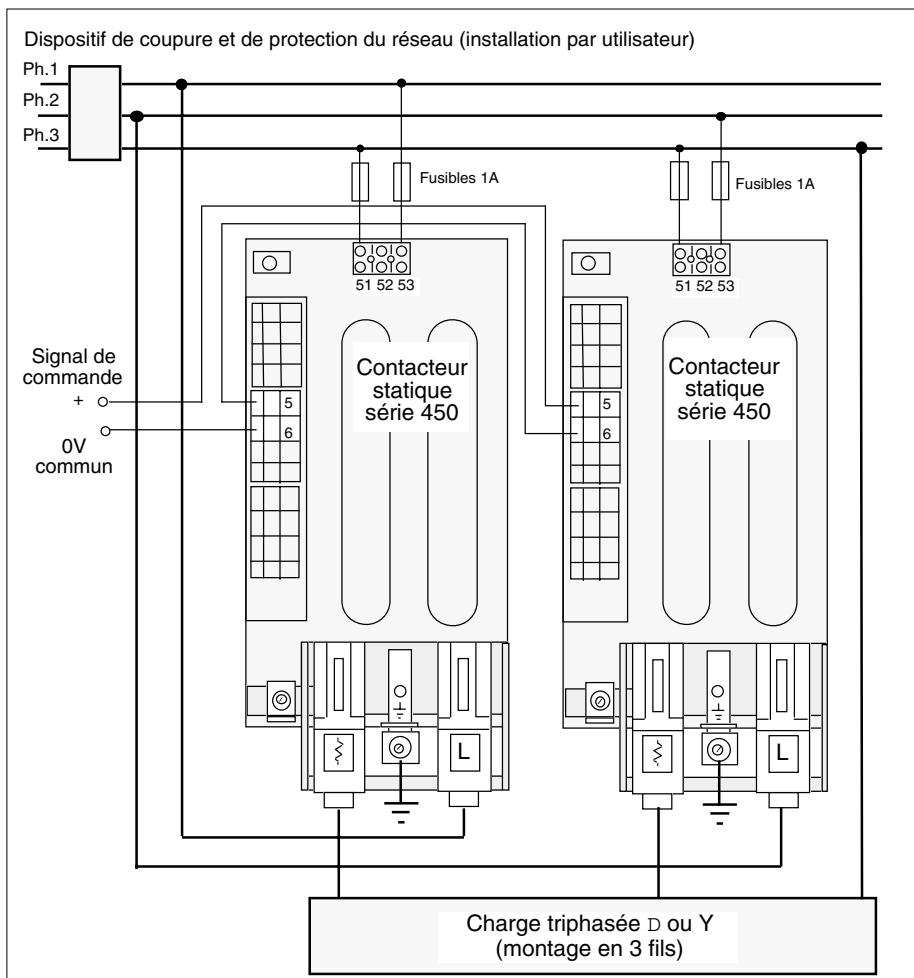 Dispositif de coupure et de protection du réseau (installation par utilisateur)
Ph.1
Ph.2
Ph.3
Fusibles 1A
Fusibles 1A
51 52 53
51 52 53
Signal de
commande
+
0V
commun
5
6
Contacteur
statique
série 450
5
6
Contacteur
statique
série 450
L
L
Charge triphasée D ou Y
(montage en 3 fils)